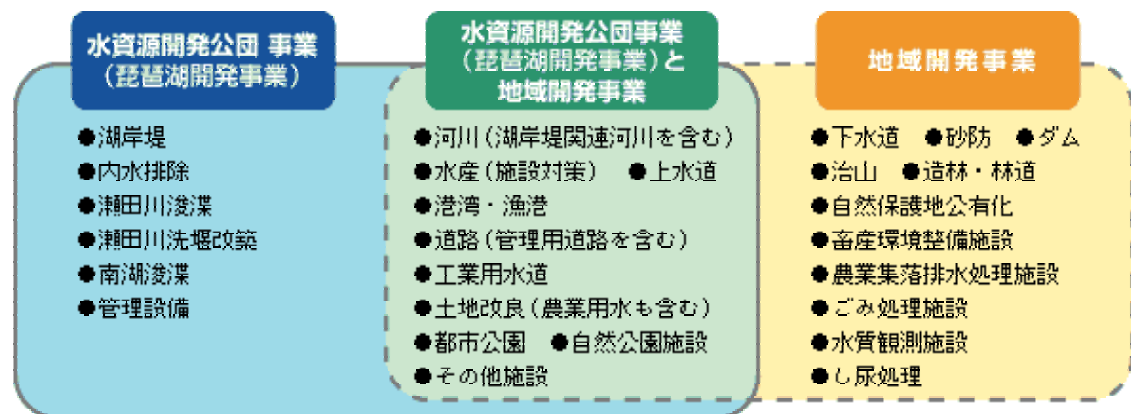 水資源開発公団 事業
(琵琶湖開発事業)
●湖岸堤
●内水排除
●瀬田川浚渫
●瀬田川洗堰改築
●南湖浚渫
●管理設備
水資源開発公団事業
(琵琶湖開発事業)と
地域開発事業
●河川(湖岸堤関連河川を含む)
●水産(施設対策) ●上水道
●港湾・漁港
●道路(管理用道路を含む)
●工業用水道
●土地改良(農業用水も含む)
●都市公園 ●自然公園施設
●その他施設
地域開発事業
●下水道 ●砂防 ●ダム
●治山 ●造林・林道
●自然保護地公有化
●畜産環境整備施設
●農業集落排水処理施設
●ごみ処理施設
●水質観測施設
●し尿処理